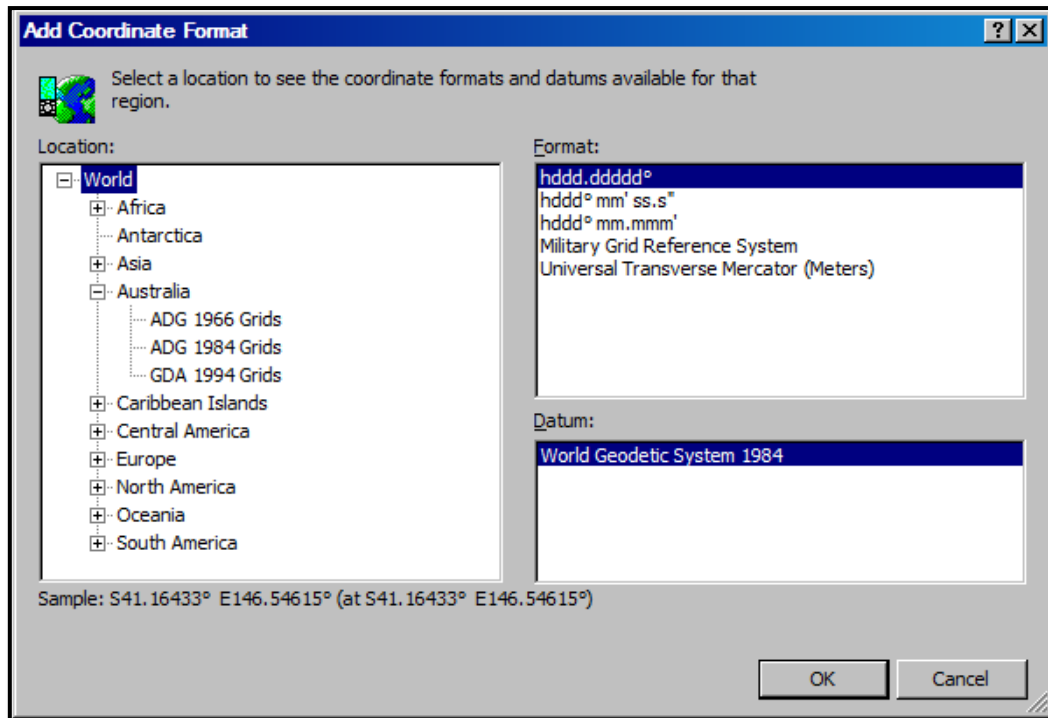 Add Coordinate Format
Select a location to see the coordinate formats and datums available for that
region.
Location:
World
Africa
Antarctica
Asia
Australia
ADG 1966 Grids
ADG 1984 Grids
GDA 1994 Grids
Caribbean Islands
Central America
Europe
North America
Oceania
South America
Format:
hddd.ddddd°
hddd° mm' ss.s"
hddd° mm.mmm'
Military Grid Reference System
Universal Transverse Mercator (Meters)
Datum:
World Geodetic System 1984
Sample: S41.16433° E146.54615° (at S41.16433° E146.54615°)
OK
Cancel